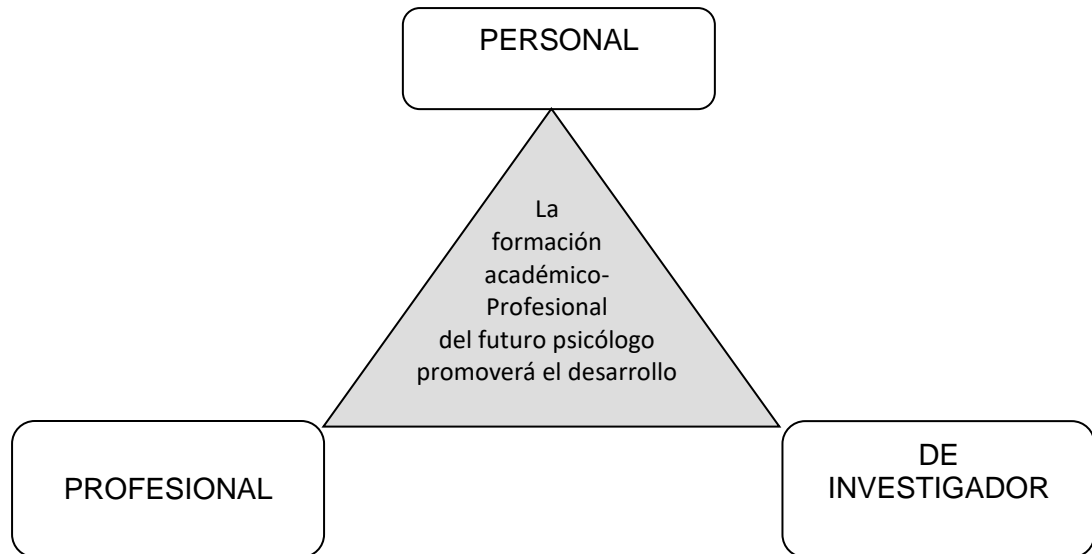 PERSONAL
La
formación
académico-
Profesional
del futuro psicólogo
promoverá el desarrollo
PROFESIONAL
DE
INVESTIGADOR